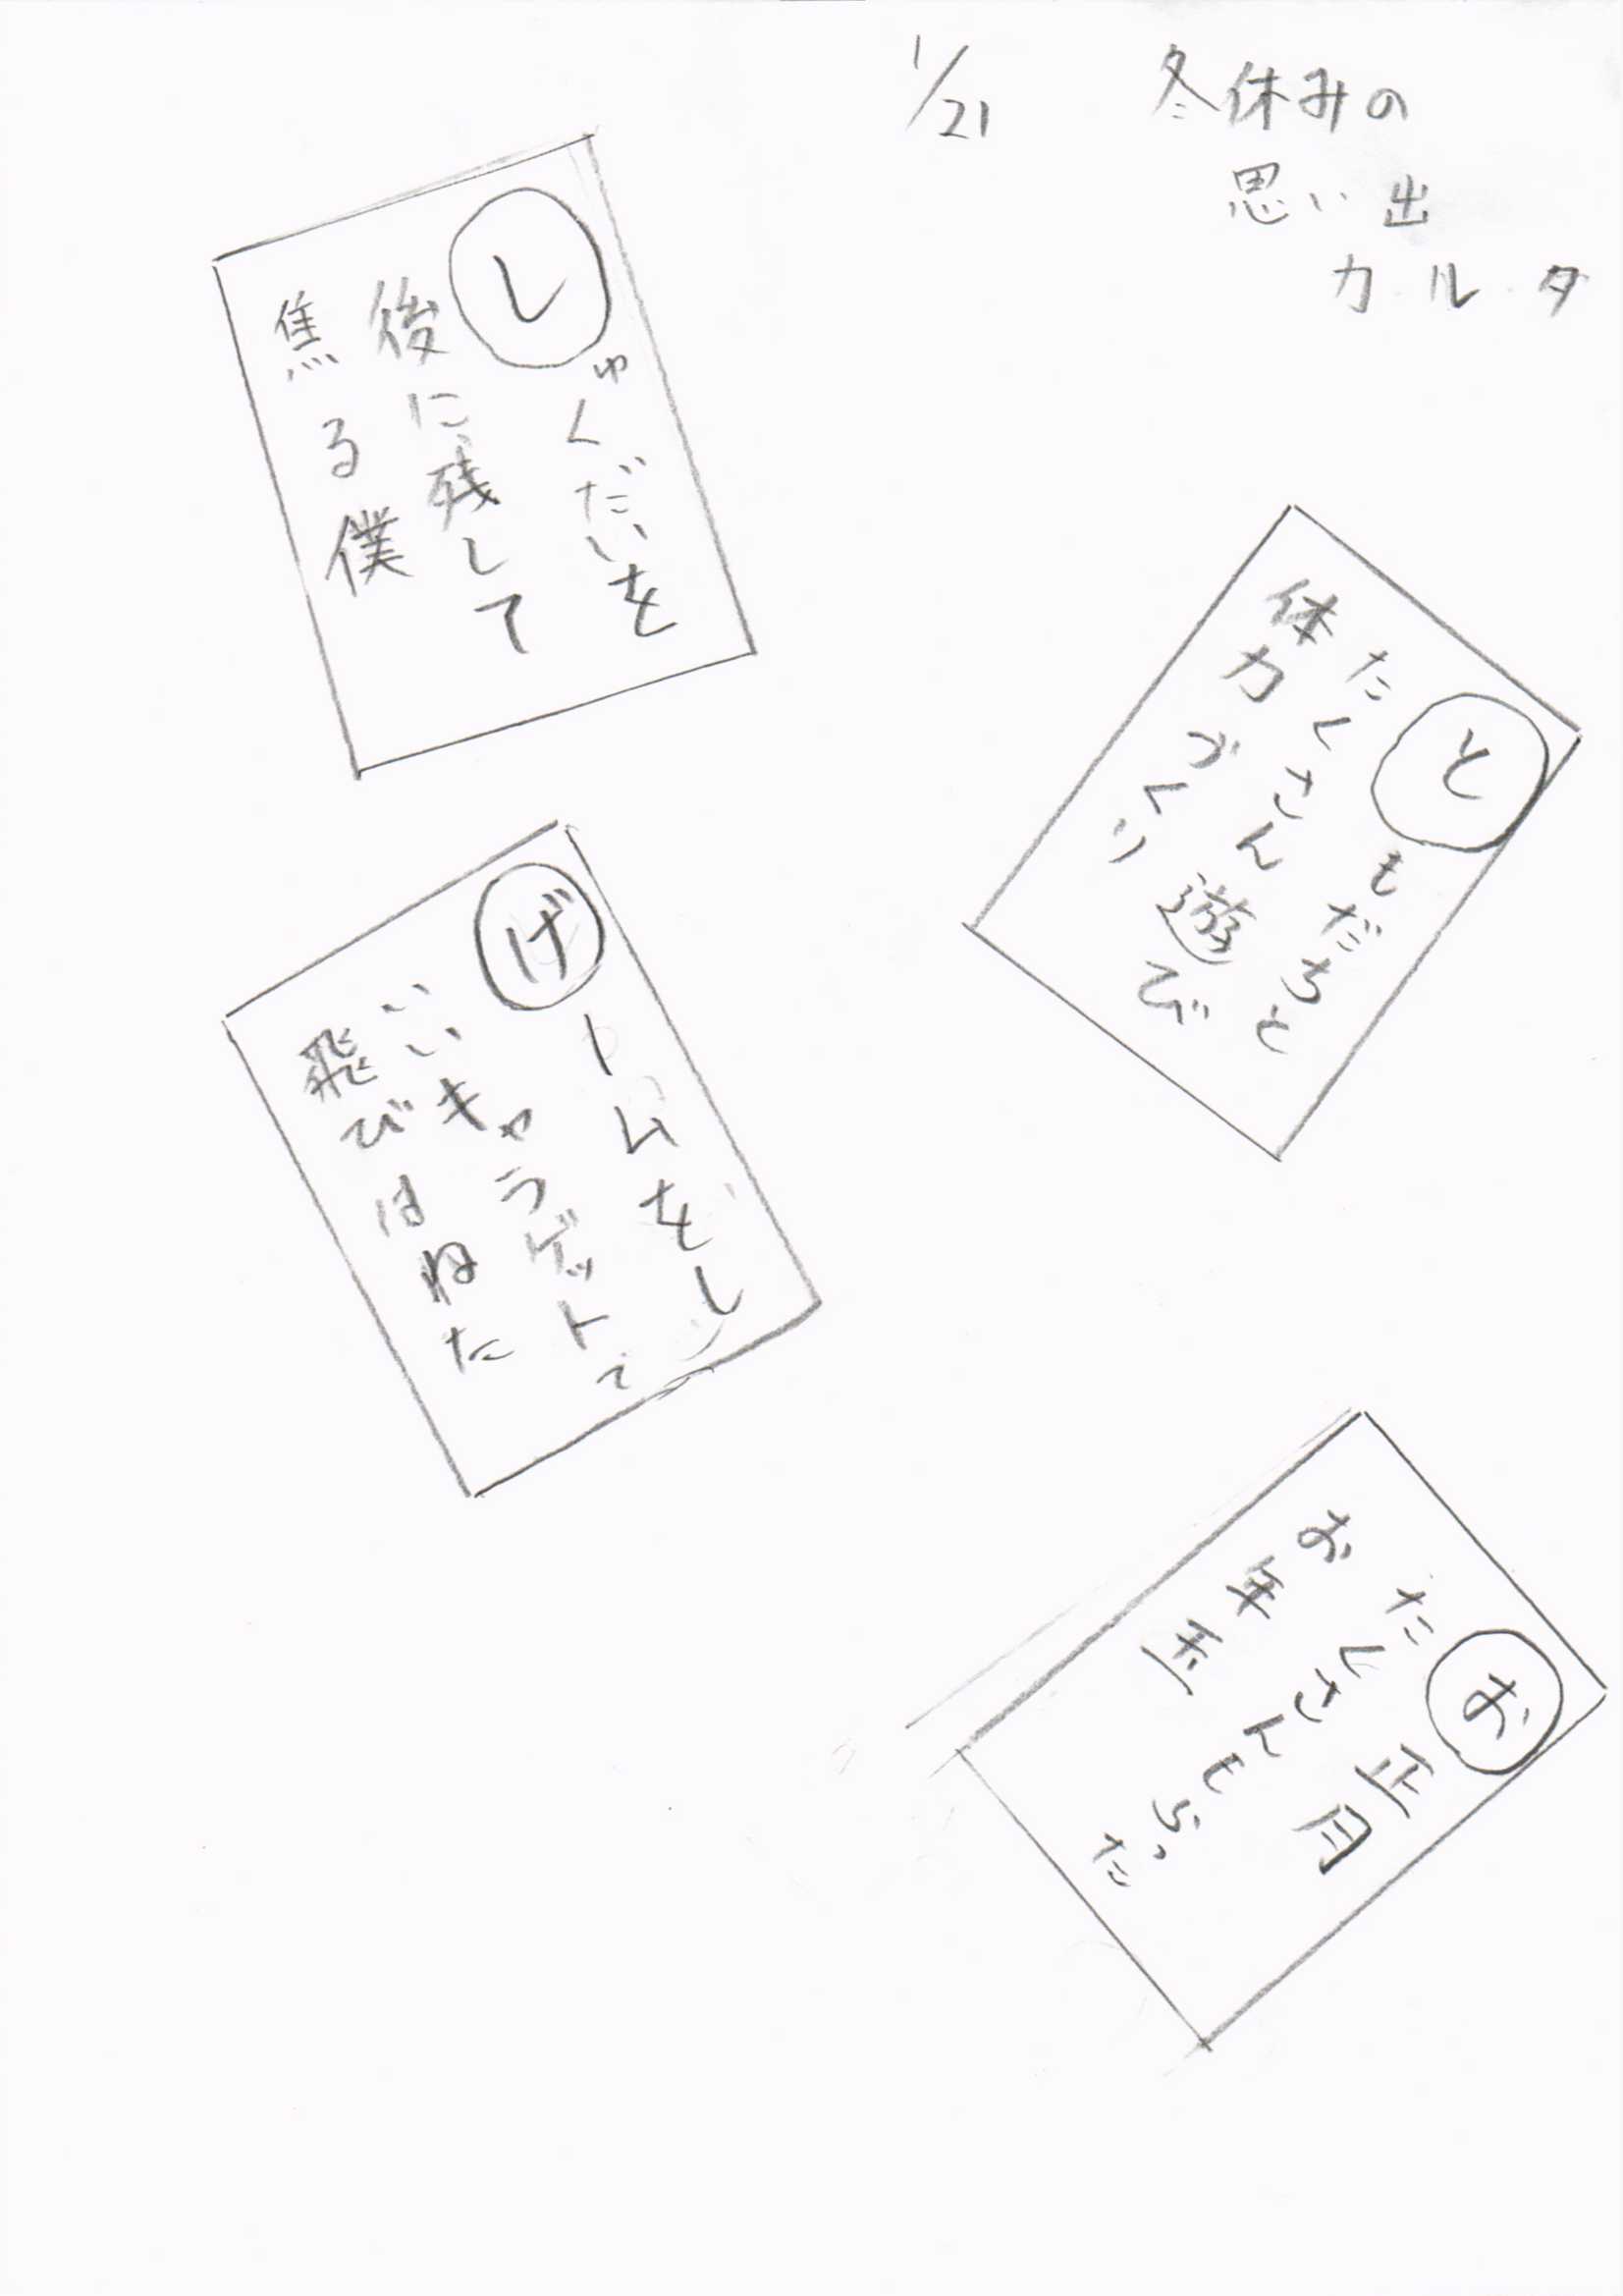 冬休みの
思い出
カルタ
1/21
ともだちと
たくさん遊び
体力づくり
お正月
たくさんもらった
お年玉
しゅくだいを
後に残して
焦る僕
げームをし
いいキャラゲットで
飛びはねた